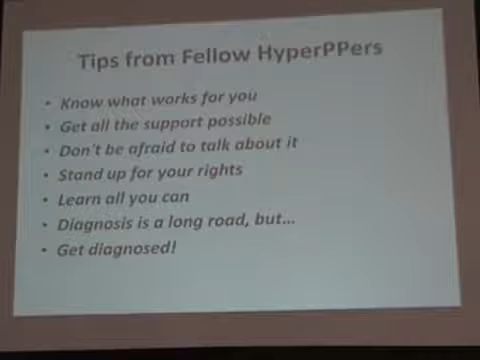 Tips from Fellow HyperPPers
• Know what works for you
• Get all the support possible
• Don't be afraid to talk about it
• Stand up for your rights
• Learn all you can
• Diagnosis is a long road, but...
• Get diagnosed!